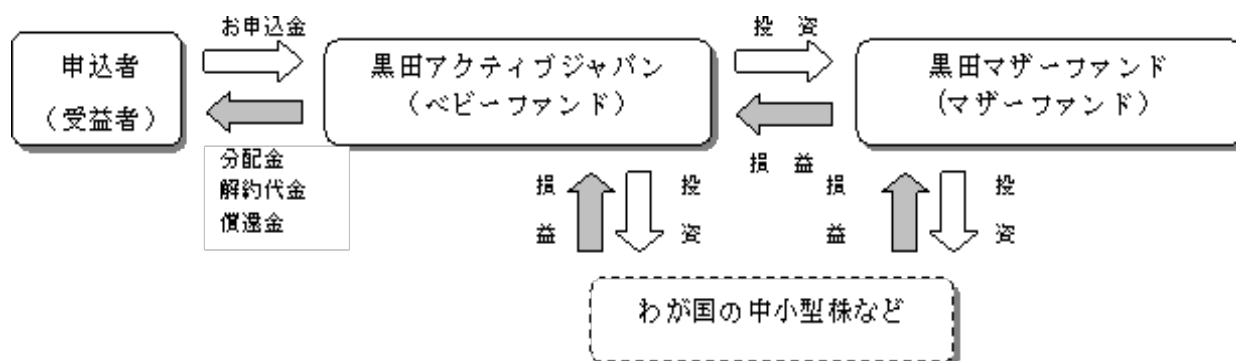 申込者
（受益者）
お申込金
分配金
解約代金
償還金
黒田アクティブジャパン
（ベビーファンド）
投資
損益
黒田マザーファンド
(マザーファンド）
損益
投資
損益
投資
わが国の中小型株など